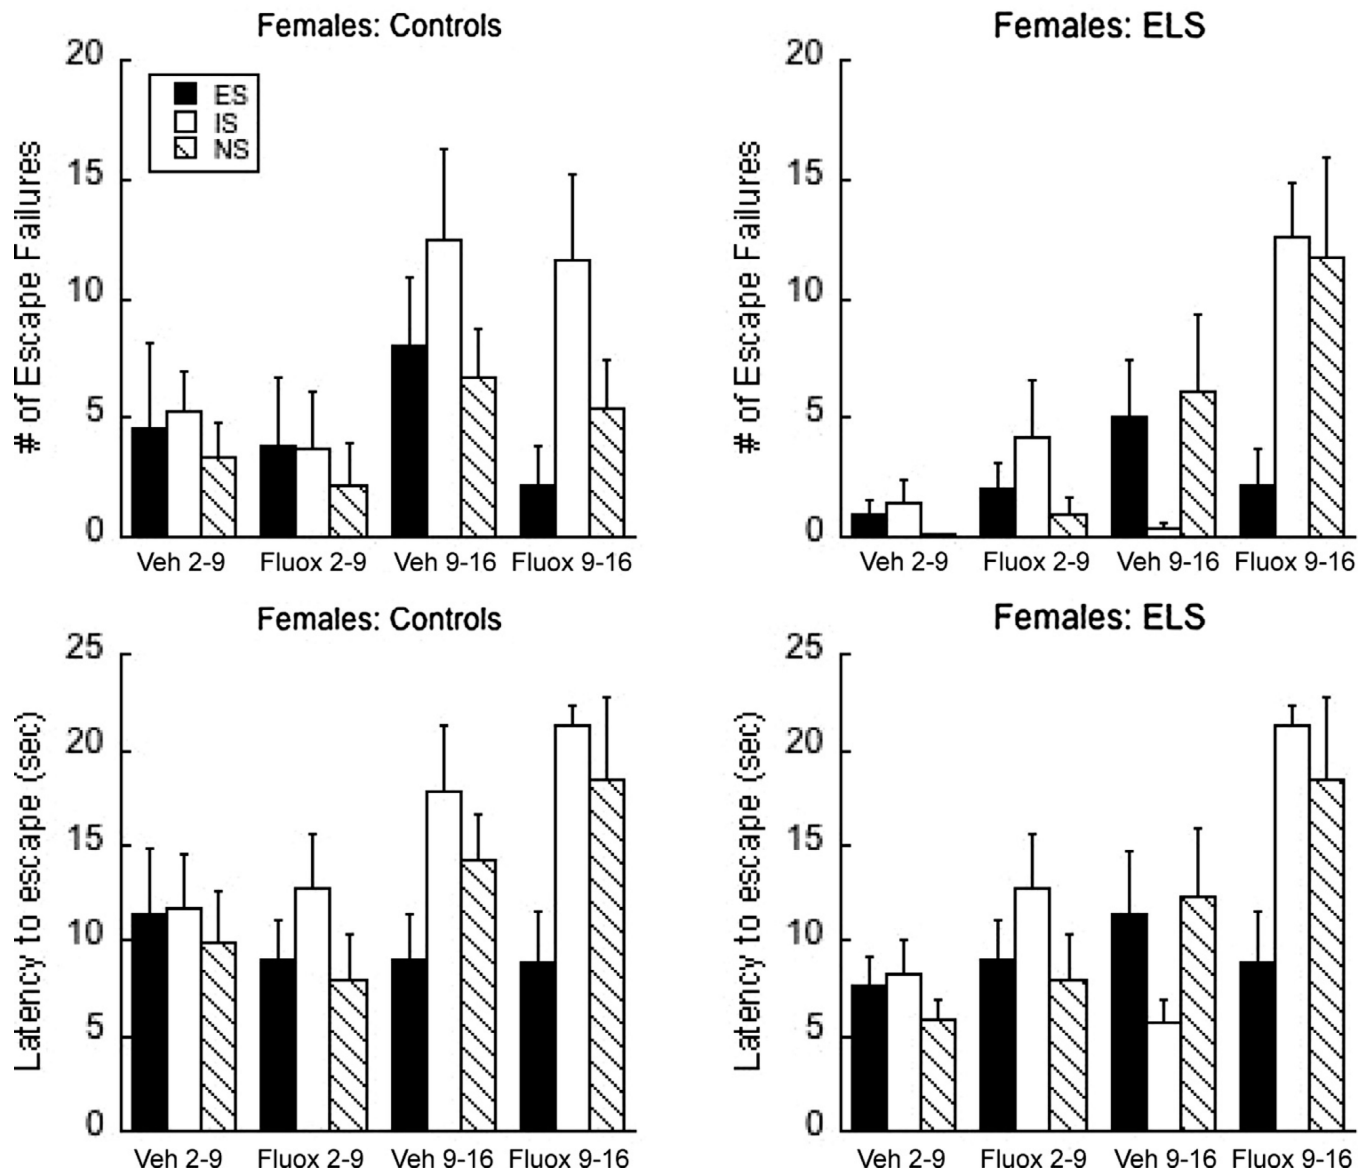 Females: Controls
20
15
10
5
0
# of Escape Failures
ES
IS
NS
Veh 2-9 Fluox 2-9 Veh 9-16 Fluox 9-16
Females: ELS
20
15
10
5
0
# of Escape Failures
Veh 2-9 Fluox 2-9 Veh 9-16 Fluox 9-16
Females: Controls
25
20
15
10
5
0
Latency to escape (sec)
Veh 2-9 Fluox 2-9 Veh 9-16 Fluox 9-16
Females: ELS
25
20
15
10
5
0
Latency to escape (sec)
Veh 2-9 Fluox 2-9 Veh 9-16 Fluox 9-16